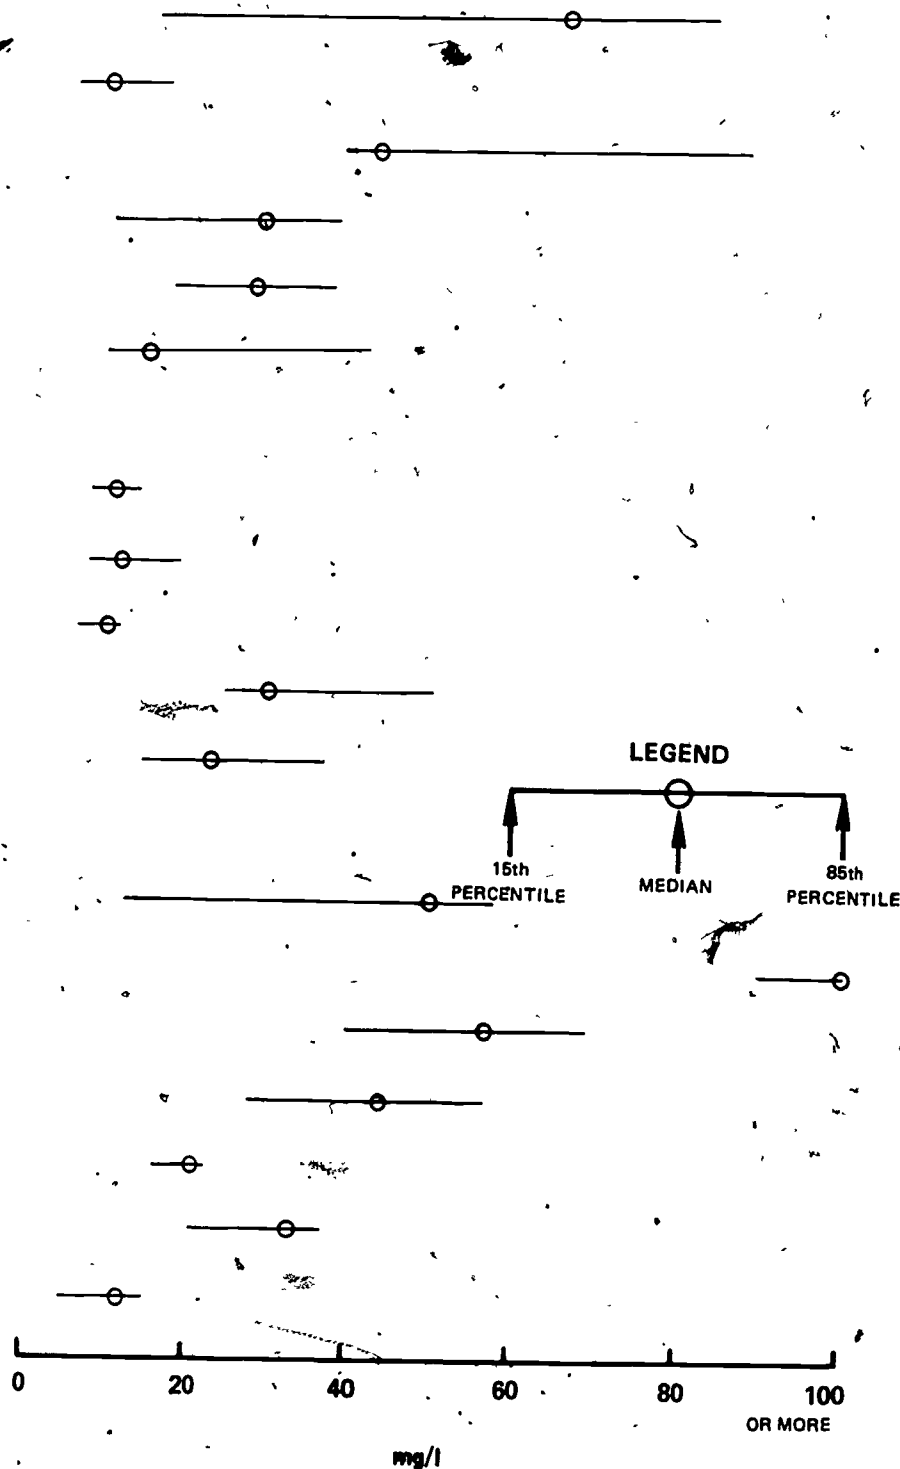 LEGEND
15th
PERCENTILE
MEDIAN
85th
PERCENTILE
0 20 40 60 80 100
OR MORE
mg/l